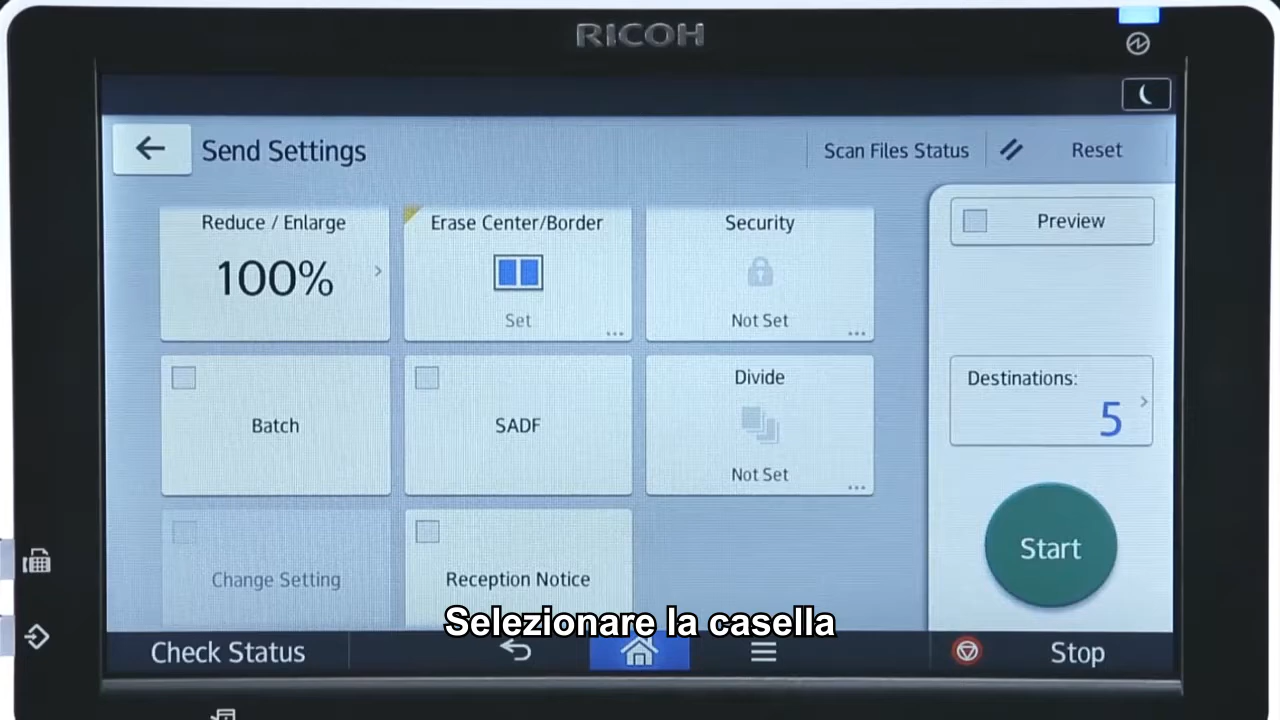 RICOH
Send Settings
Scan Files Status
Reset
Reduce / Enlarge
100%
Erase Center/Border
Set
Security
Not Set
Preview
Batch
SADF
Divide
Not Set
Destinations:
5
Change Setting
Reception Notice
Start
Selezionare la casella
Check Status
Stop